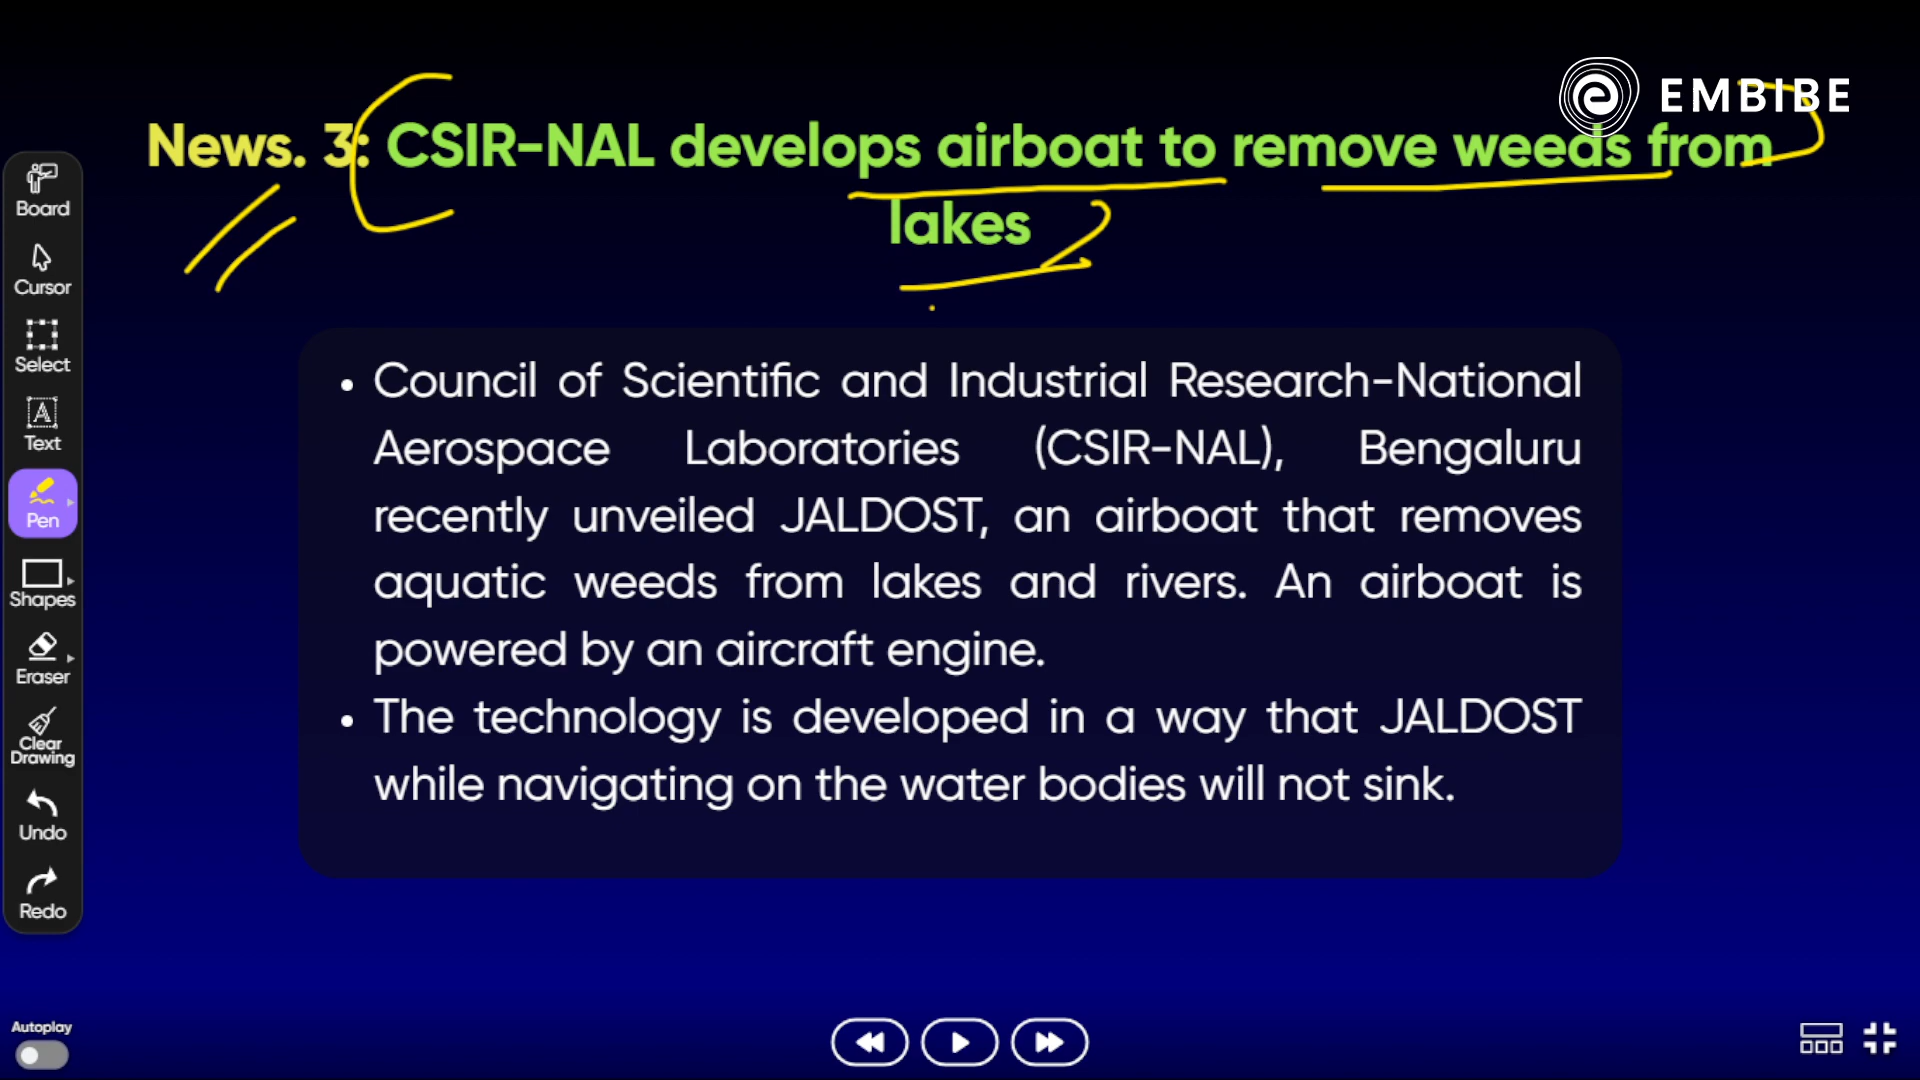 EMBIBE
News. 3: CSIR-NAL develops airboat to remove weeds from
lakes
• Council of Scientific and Industrial Research-National
Aerospace Laboratories (CSIR-NAL), Bengaluru
recently unveiled JALDOST, an airboat that removes
aquatic weeds from lakes and rivers. An airboat is
powered by an aircraft engine.
• The technology is developed in a way that JALDOST
while navigating on the water bodies will not sink.
Board
Cursor
Select
Text
Pen
Shapes
Eraser
Clear
Drawing
Undo
Redo
Autoplay